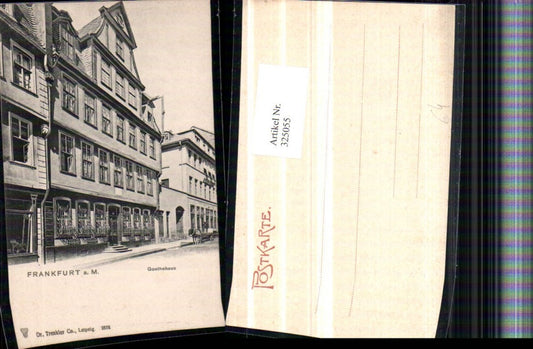 FRANKFURT a. M.
Goethehaus
Dr. Trenkler Co., Leipzig.
Artikel Nr.
325055
POSTKARTE.